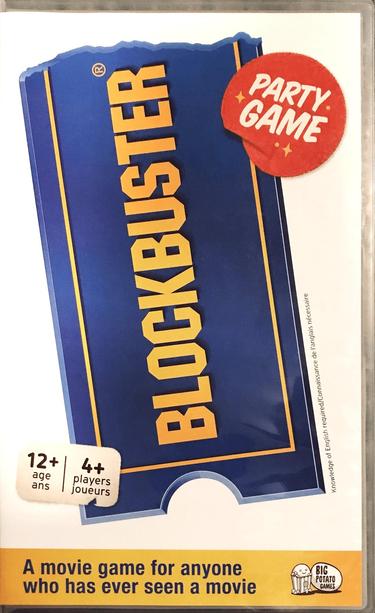 PARTY
GAME
BLOCKBUSTER®
Knowledge of English required/Connaissance de l'anglais nécessaire
12+
age
ans
4+
players
joueurs
A movie game for anyone
who has ever seen a movie
BIG
POTATO
GAMES